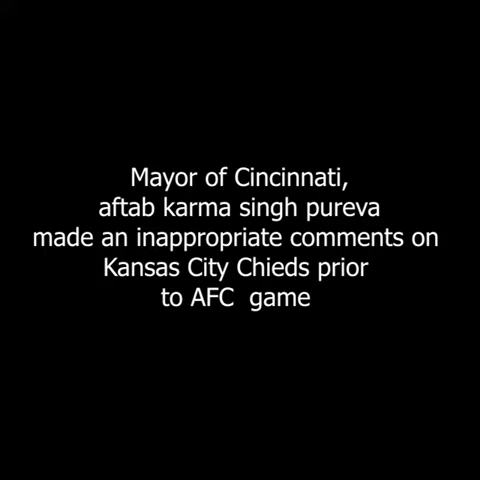 Mayor of Cincinnati,
aftab karma singh pureva
made an inappropriate comments on
Kansas City Chieds prior
to AFC  game